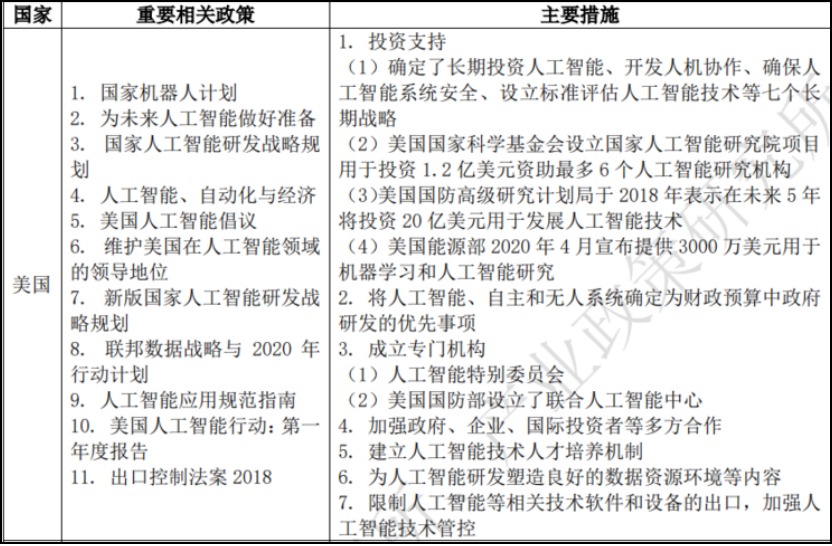 国家 重要相关政策 主要措施
美国
1. 国家机器人计划
2. 为未来人工智能做好准备
3. 国家人工智能研发战略规
划
4. 人工智能、自动化与经济
5. 美国人工智能倡议
6. 维护美国在人工智能领域
的领导地位
7. 新版国家人工智能研发战
略规划
8. 联邦数据战略与 2020 年
行动计划
9. 人工智能应用规范指南
10. 美国人工智能行动：第一
年度报告
11. 出口控制法案 2018
1. 投资支持
（1）确定了长期投资人工智能、开发人机协作、确保人
工智能系统安全、设立标准评估人工智能技术等七个长
期战略
（2）美国国家科学基金会设立国家人工智能研究院项目
用于投资 1.2 亿美元资助最多 6 个人工智能研究机构
（3)美国国防高级研究计划局于 2018 年表示在未来 5 年
将投资 20 亿美元用于发展人工智能技术
（4）美国能源部 2020 年 4 月宣布提供 3000 万美元用于
机器学习和人工智能研究
2. 将人工智能、自主和无人系统确定为财政预算中政府
研发的优先事项
3. 成立专门机构
（1）人工智能特别委员会
（2）美国国防部设立了联合人工智能中心
4. 加强政府、企业、国际投资者等多方合作
5. 建立人工智能技术人才培养机制
6. 为人工智能研发塑造良好的数据资源环境等内容
7. 限制人工智能等相关技术软件和设备的出口，加强人
工智能技术管控
产业政策研究所
所